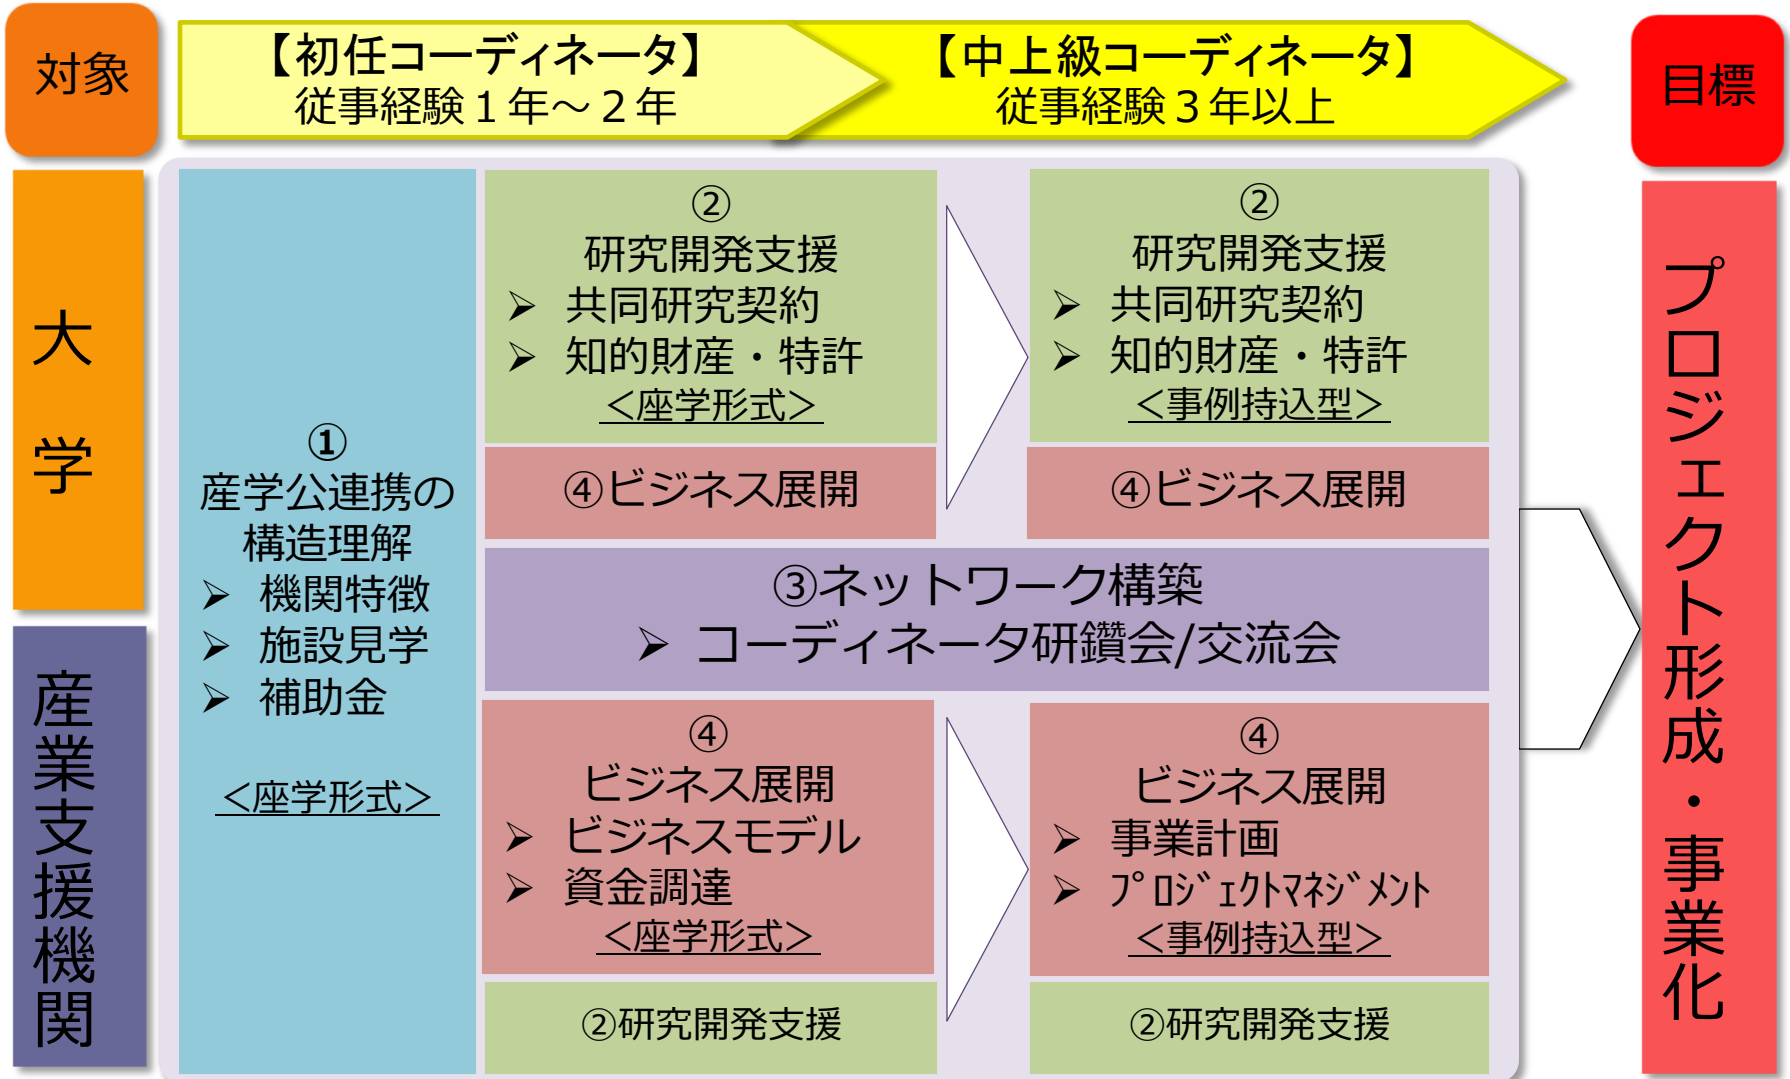 対象
【初任コーディネータ】
従事経験１年～２年
【中上級コーディネータ】
従事経験３年以上
目標
大学
産業支援機関
①
産学公連携の
構造理解
➢ 機関特徴
➢ 施設見学
➢ 補助金
＜座学形式＞
②
研究開発支援
➢ 共同研究契約
➢ 知的財産・特許
＜座学形式＞
④ビジネス展開
②
研究開発支援
➢ 共同研究契約
➢ 知的財産・特許
＜事例持込型＞
④ビジネス展開
③ネットワーク構築
➢ コーディネータ研鑽会/交流会
④
ビジネス展開
➢ ビジネスモデル
➢ 資金調達
＜座学形式＞
②研究開発支援
④
ビジネス展開
➢ 事業計画
➢ ﾌﾟﾛｼﾞｪｸﾄﾏﾈｼﾞﾒﾝﾄ
＜事例持込型＞
②研究開発支援
プロジェクト形成・事業化